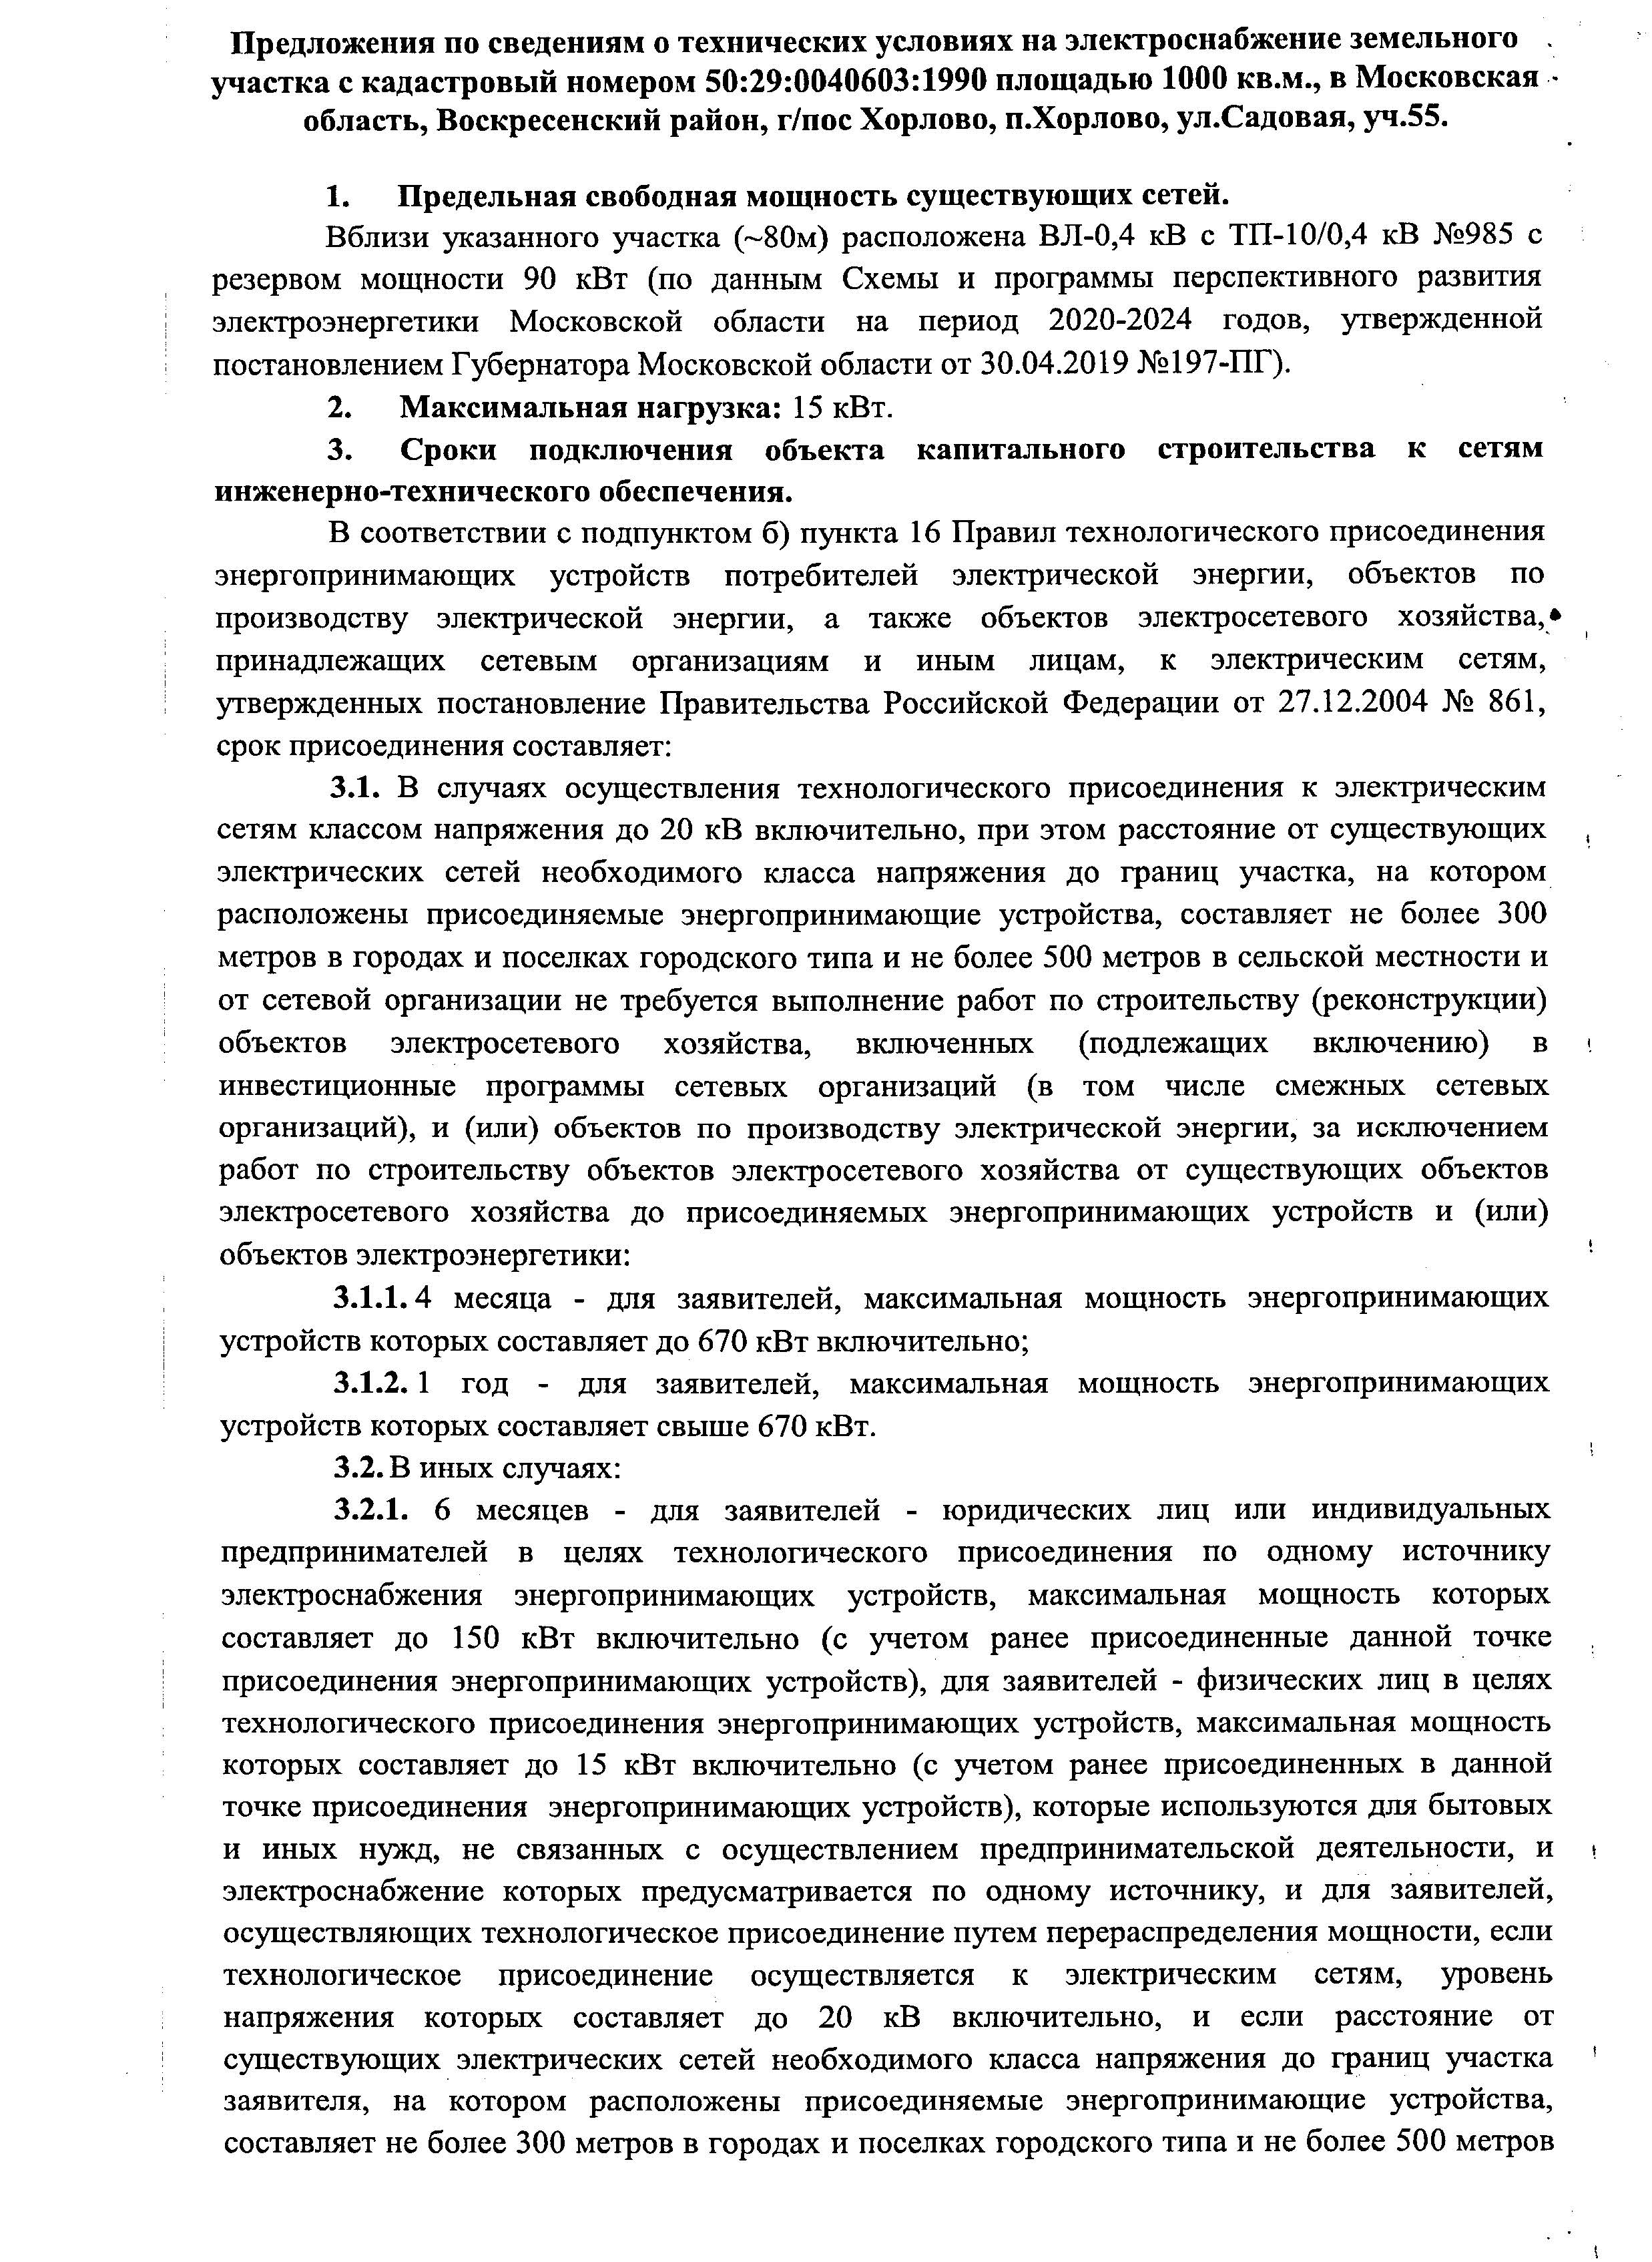 Предложения по сведениям о технических условиях на электроснабжение земельного
участка с кадастровый номером 50:29:0040603:1990 площадью 1000 кв.м., в Московская
область, Воскресенский район, г/пос Хорлово, п.Хорлово, ул.Садовая, уч.55.
1. Предельная свободная мощность существующих сетей.
Вблизи указанного участка (~80м) расположена ВЛ-0,4 кВ с ТП-10/0,4 кВ №985 с
резервом мощности 90 кВт (по данным Схемы и программы перспективного развития
электроэнергетики Московской области на период 2020-2024 годов, утвержденной
постановлением Губернатора Московской области от 30.04.2019 №197-ПГ).
2. Максимальная нагрузка: 15 кВт.
3. Сроки подключения объекта капитального строительства к сетям
инженерно-технического обеспечения.
В соответствии с подпунктом б) пункта 16 Правил технологического присоединения
энергопринимающих устройств потребителей электрической энергии, объектов по
производству электрической энергии, а также объектов электросетевого хозяйства,
принадлежащих сетевым организациям и иным лицам, к электрическим сетям,
утвержденных постановление Правительства Российской Федерации от 27.12.2004 № 861,
срок присоединения составляет:
3.1. В случаях осуществления технологического присоединения к электрическим
сетям классом напряжения до 20 кВ включительно, при этом расстояние от существующих
электрических сетей необходимого класса напряжения до границ участка, на котором
расположены присоединяемые энергопринимающие устройства, составляет не более 300
метров в городах и поселках городского типа и не более 500 метров в сельской местности и
от сетевой организации не требуется выполнение работ по строительству (реконструкции)
объектов электросетевого хозяйства, включенных (подлежащих включению) в
инвестиционные программы сетевых организаций (в том числе смежных сетевых
организаций), и (или) объектов по производству электрической энергии, за исключением
работ по строительству объектов электросетевого хозяйства от существующих объектов
электросетевого хозяйства до присоединяемых энергопринимающих устройств и (или)
объектов электроэнергетики:
3.1.1. 4 месяца - для заявителей, максимальная мощность энергопринимающих
устройств которых составляет до 670 кВт включительно;
3.1.2. 1 год - для заявителей, максимальная мощность энергопринимающих
устройств которых составляет свыше 670 кВт.
3.2. В иных случаях:
3.2.1. 6 месяцев - для заявителей - юридических лиц или индивидуальных
предпринимателей в целях технологического присоединения по одному источнику
электроснабжения энергопринимающих устройств, максимальная мощность которых
составляет до 150 кВт включительно (с учетом ранее присоединенные данной точке
присоединения энергопринимающих устройств), для заявителей - физических лиц в целях
технологического присоединения энергопринимающих устройств, максимальная мощность
которых составляет до 15 кВт включительно (с учетом ранее присоединенных в данной
точке присоединения энергопринимающих устройств), которые используются для бытовых
и иных нужд, не связанных с осуществлением предпринимательской деятельности, и
электроснабжение которых предусматривается по одному источнику, и для заявителей,
осуществляющих технологическое присоединение путем перераспределения мощности, если
технологическое присоединение осуществляется к электрическим сетям, уровень
напряжения которых составляет до 20 кВ включительно, и если расстояние от
существующих электрических сетей необходимого класса напряжения до границ участка
заявителя, на котором расположены присоединяемые энергопринимающие устройства,
составляет не более 300 метров в городах и поселках городского типа и не более 500 метров